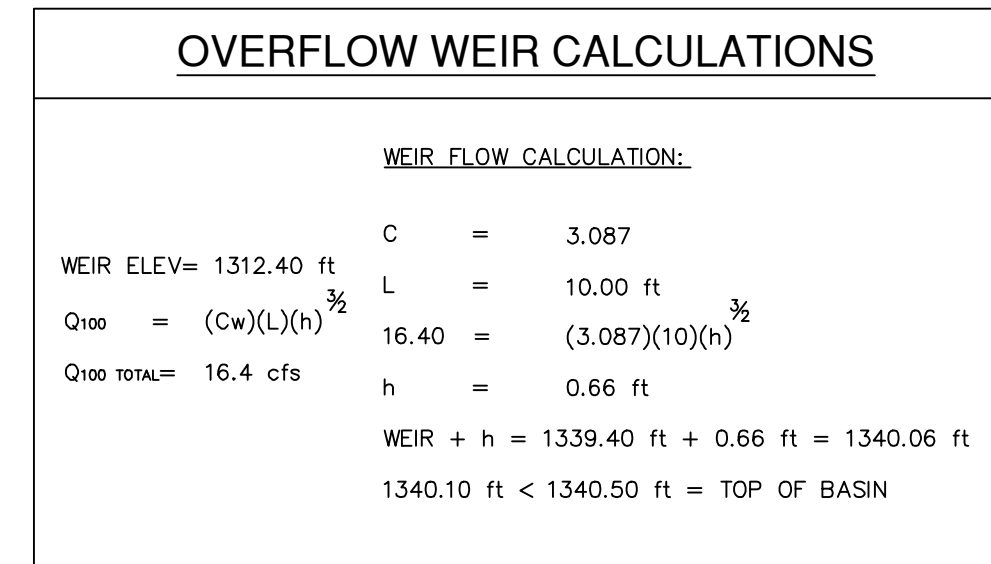 OVERFLOW WEIR CALCULATIONS
WEIR ELEV= 1312.40 ft
Q100 = (Cw)(L)(h)^3/2
Q100 TOTAL= 16.4 cfs
WEIR FLOW CALCULATION:
C = 3.087
L = 10.00 ft
16.40 = (3.087)(10)(h)^3/2
h = 0.66 ft
WEIR + h = 1339.40 ft + 0.66 ft = 1340.06 ft
1340.10 ft < 1340.50 ft = TOP OF BASIN